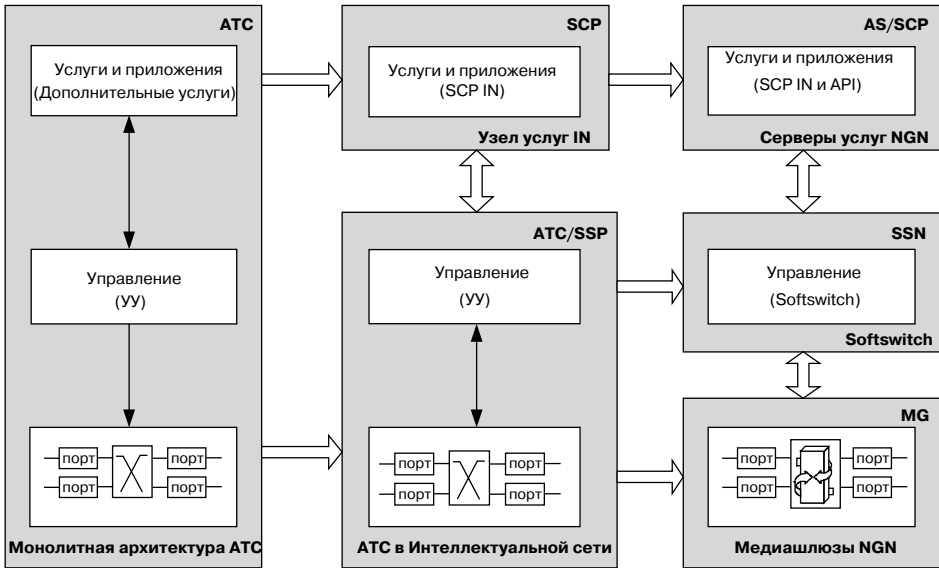 АТС
Услуги и приложения
(Дополнительные услуги)
Управление
(УУ)
порт
порт
порт
порт
Монолитная архитектура АТС
SCP
Услуги и приложения
(SCP IN)
Узел услуг IN
АТС/SSP
Управление
(УУ)
порт
порт
порт
порт
АТС в Интеллектуальной сети
AS/SCP
Услуги и приложения
(SCP IN и API)
Серверы услуг NGN
SSN
Управление
(Softswitch)
Softswitch
MG
порт
порт
порт
порт
Медиашлюзы NGN